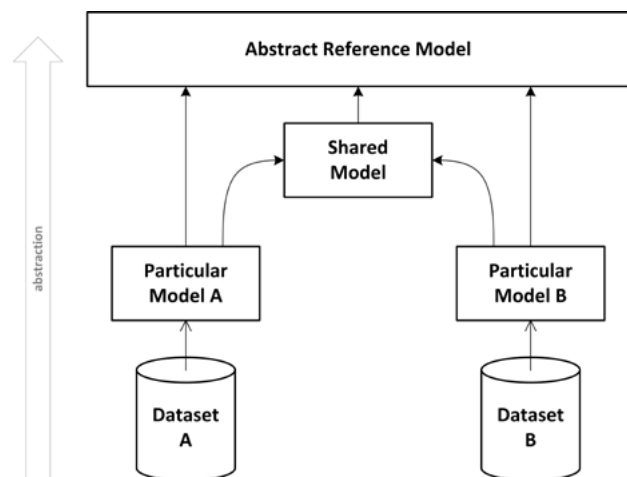 Abstract Reference Model
Shared
Model
abstraction
Particular
Model A
Particular
Model B
Dataset
A
Dataset
B